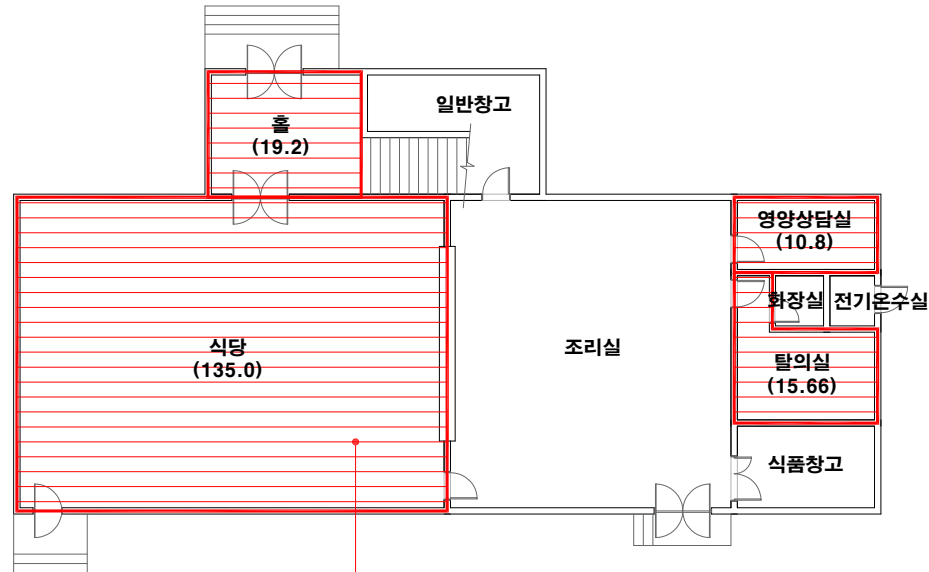 일반창고
홀
(19.2)
영양상담실
(10.8)
화장실
전기온수실
식당
(135.0)
조리실
탈의실
(15.66)
식품창고